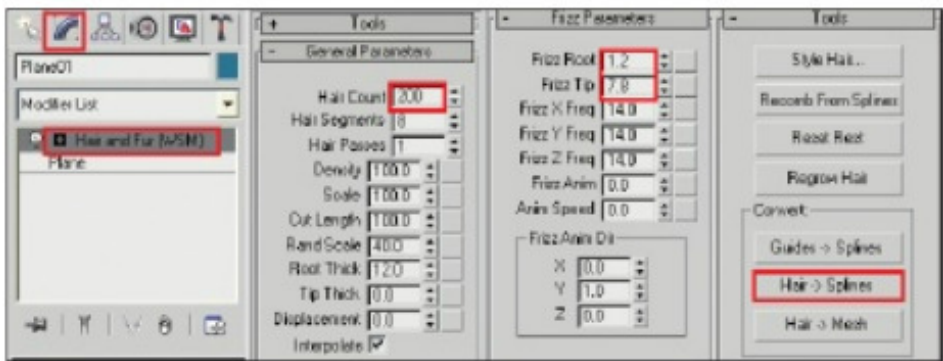 Plane01
Modifier List
Hair and Fur (WSM)
Plane
+ Tools
- General Parameters
Hair Count 200
Hair Segments 8
Hair Passes 1
Density 100.0
Scale 100.0
Cut Length 100.0
Rand Scale 40.0
Root Thick 12.0
Tip Thick 0.0
Displacement 0.0
Interpolate
- Frizz Parameters
Frizz Root 1.2
Frizz Tip 7.8
Frizz X Freq 14.0
Frizz Y Freq 14.0
Frizz Z Freq 14.0
Frizz Anim 0.0
Anim Speed 0.0
Frizz Anim Dir
X 0.0
Y 1.0
Z 0.0
- Tools
Style Hair...
Recomb From Splines
Reset Rest
Regrow Hair
Convert
Guides -> Splines
Hair -> Splines
Hair -> Mesh